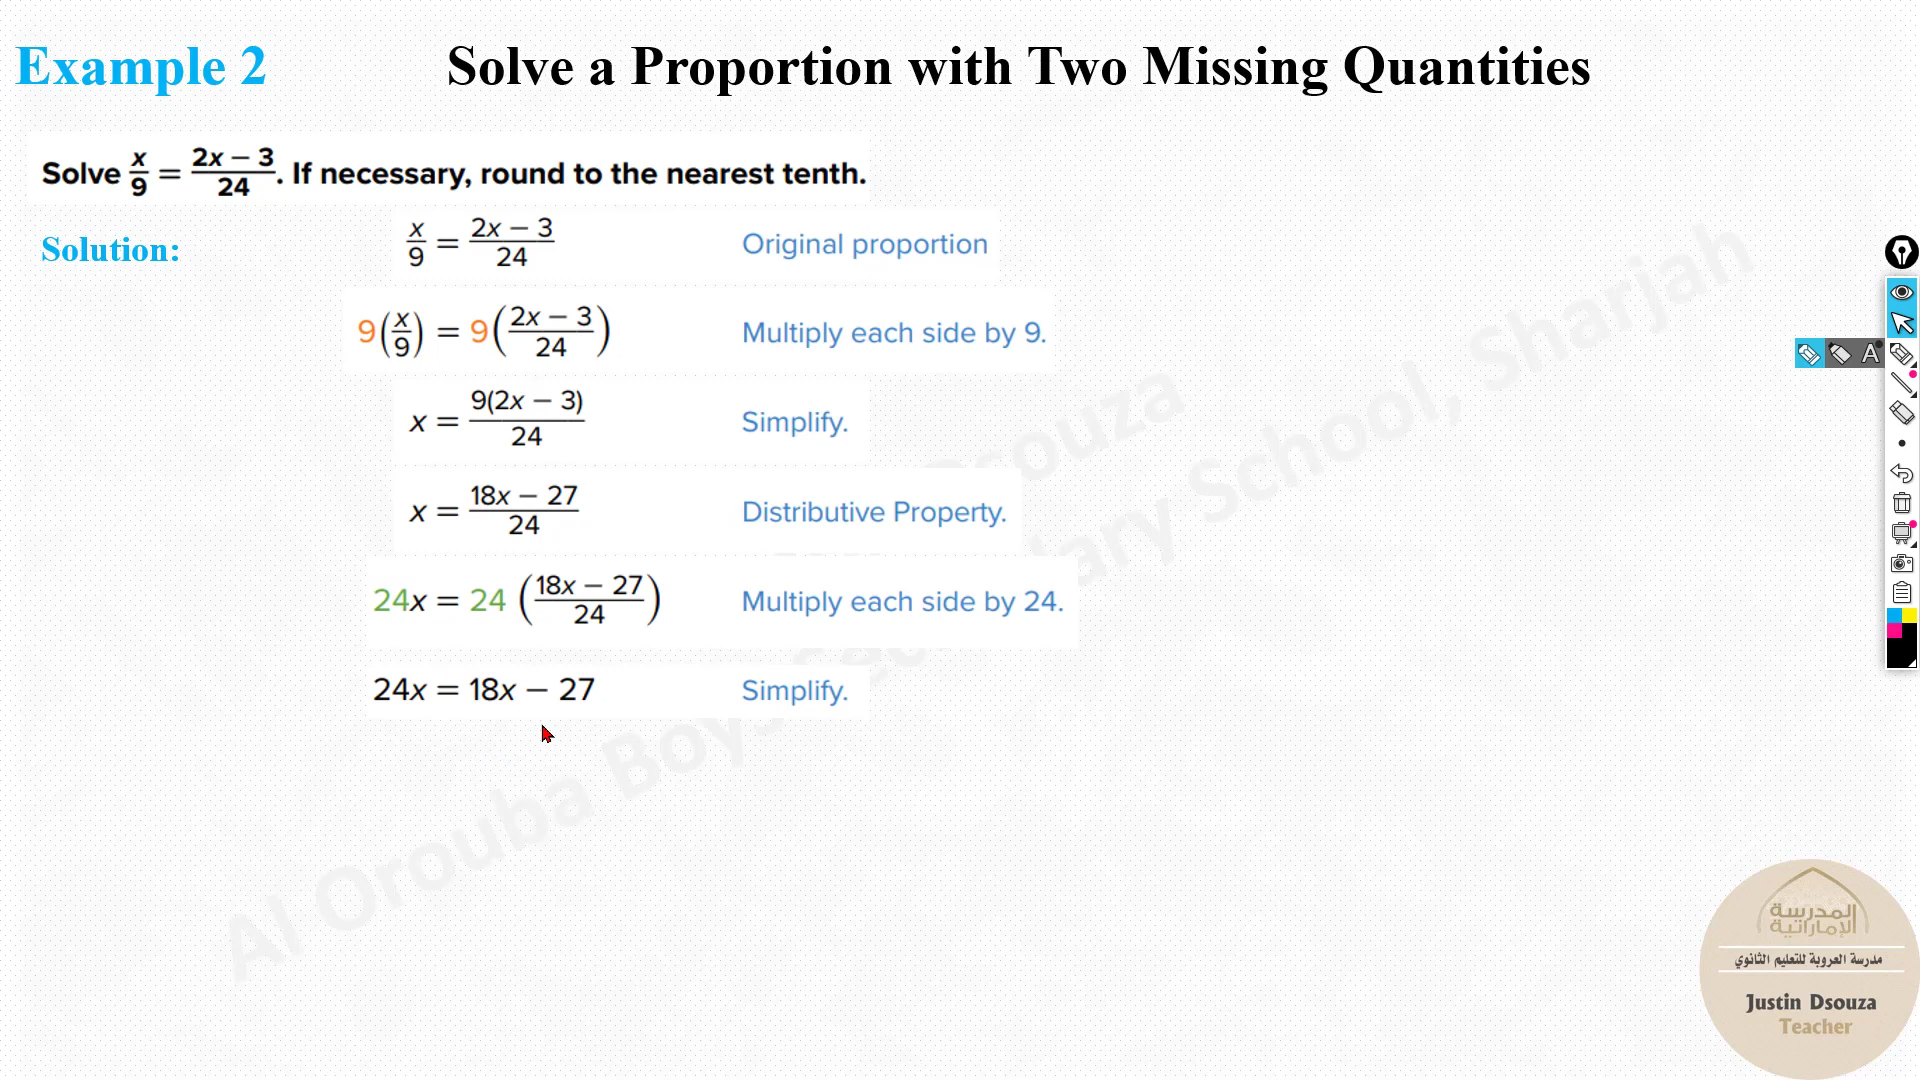 Example 2 Solve a Proportion with Two Missing Quantities
Solve x/9 = (2x − 3)/24. If necessary, round to the nearest tenth.
Solution: x/9 = (2x − 3)/24 Original proportion
9(x/9) = 9((2x − 3)/24) Multiply each side by 9.
x = 9(2x − 3)/24 Simplify.
x = (18x − 27)/24 Distributive Property.
24x = 24((18x − 27)/24) Multiply each side by 24.
24x = 18x − 27 Simplify.
A
Al Orouba Boys
School, Sharjah
المدرسة
الإماراتية
مدرسة العروبة للتعليم الثانوي
Justin Dsouza
Teacher